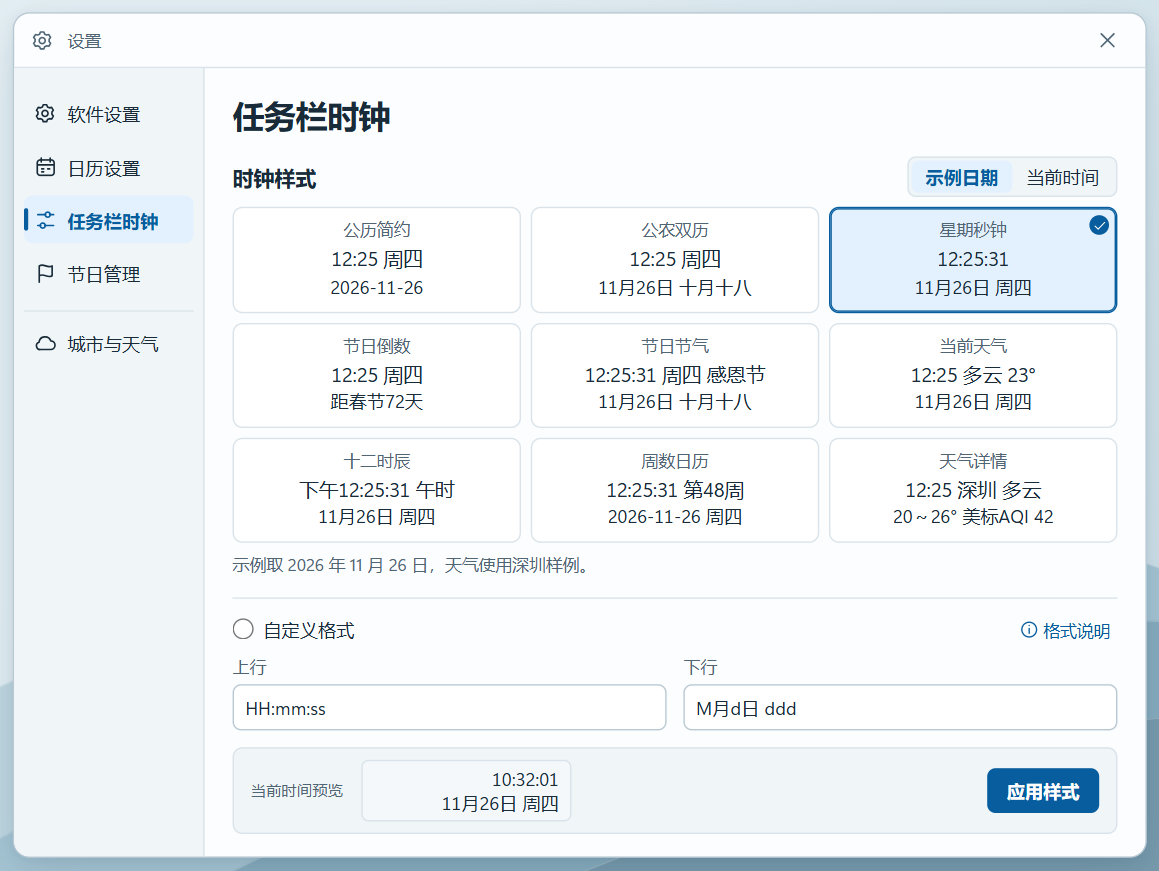 设置
软件设置
日历设置
任务栏时钟
节日管理
城市与天气
任务栏时钟
时钟样式
示例日期 当前时间
公历简约
12:25 周四
2026-11-26
公农双历
12:25 周四
11月26日 十月十八
星期秒钟
12:25:31
11月26日 周四
节日倒数
12:25 周四
距春节72天
节日节气
12:25:31 周四 感恩节
11月26日 十月十八
当前天气
12:25 多云 23°
11月26日 周四
十二时辰
下午12:25:31 午时
11月26日 周四
周数日历
12:25:31 第48周
2026-11-26 周四
天气详情
12:25 深圳 多云
20 ~ 26° 美标AQI 42
示例取 2026 年 11 月 26 日，天气使用深圳样例。
自定义格式
格式说明
上行
HH:mm:ss
下行
M月d日 ddd
当前时间预览
10:32:01
11月26日 周四
应用样式